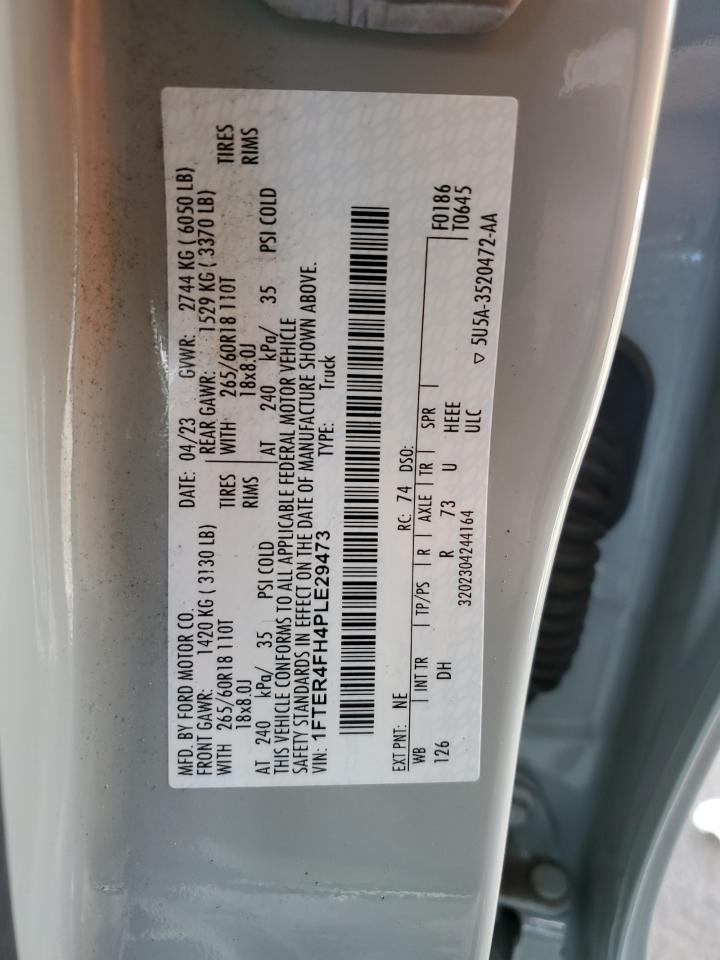 MFD. BY FORD MOTOR CO. DATE: 04/23 GVWR: 2744 KG ( 6050 LB)
FRONT GAWR: 1420 KG ( 3130 LB) REAR GAWR: 1529 KG ( 3370 LB)
WITH 265/60R18 110T TIRES WITH 265/60R18 110T TIRES
18x8.0J RIMS 18x8.0J RIMS
AT 240 kPa/ 35 PSI COLD AT 240 kPa/ 35 PSI COLD
THIS VEHICLE CONFORMS TO ALL APPLICABLE FEDERAL MOTOR VEHICLE
SAFETY STANDARDS IN EFFECT ON THE DATE OF MANUFACTURE SHOWN ABOVE.
VIN: 1FTER4FH4PLE29473 TYPE: Truck
EXT PNT: NE RC: 74 DSO:
WB INT TR TP/PS R AXLE TR SPR F0186
126 DH R 73 U HEEE T0645
3202304244164 ULC ▽ 5U5A-3520472-AA